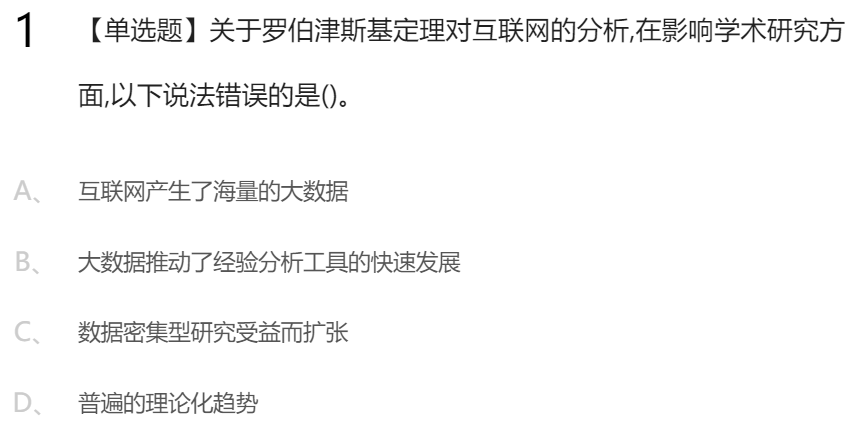 1 【单选题】关于罗伯津斯基定理对互联网的分析,在影响学术研究方
面,以下说法错误的是()。
A、 互联网产生了海量的大数据
B、 大数据推动了经验分析工具的快速发展
C、 数据密集型研究受益而扩张
D、 普遍的理论化趋势